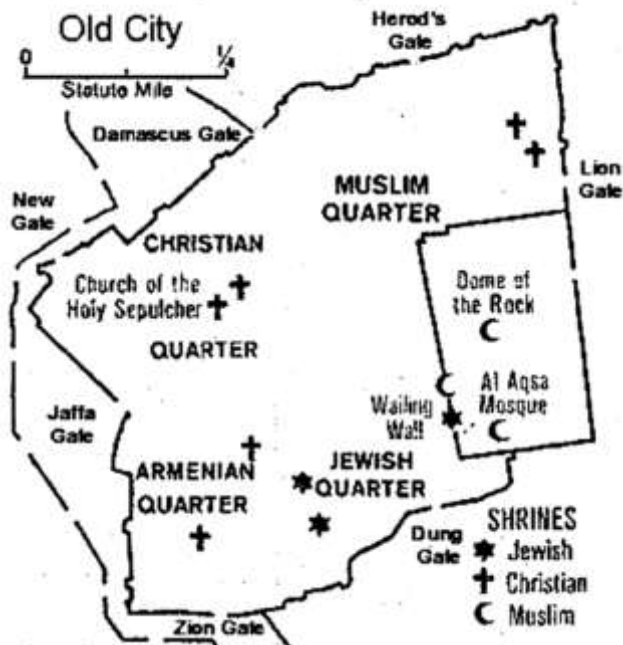 Old City
0 ¼
Statute Mile
Herod's
Gate
Damascus Gate
New
Gate
Lion
Gate
MUSLIM
QUARTER
CHRISTIAN
Church of the
Holy Sepulcher
QUARTER
Dome of
the Rock
Al Aqsa
Mosque
Wailing
Wall
Jaffa
Gate
ARMENIAN
QUARTER
JEWISH
QUARTER
Dung
Gate
Zion Gate
SHRINES
Jewish
Christian
Muslim